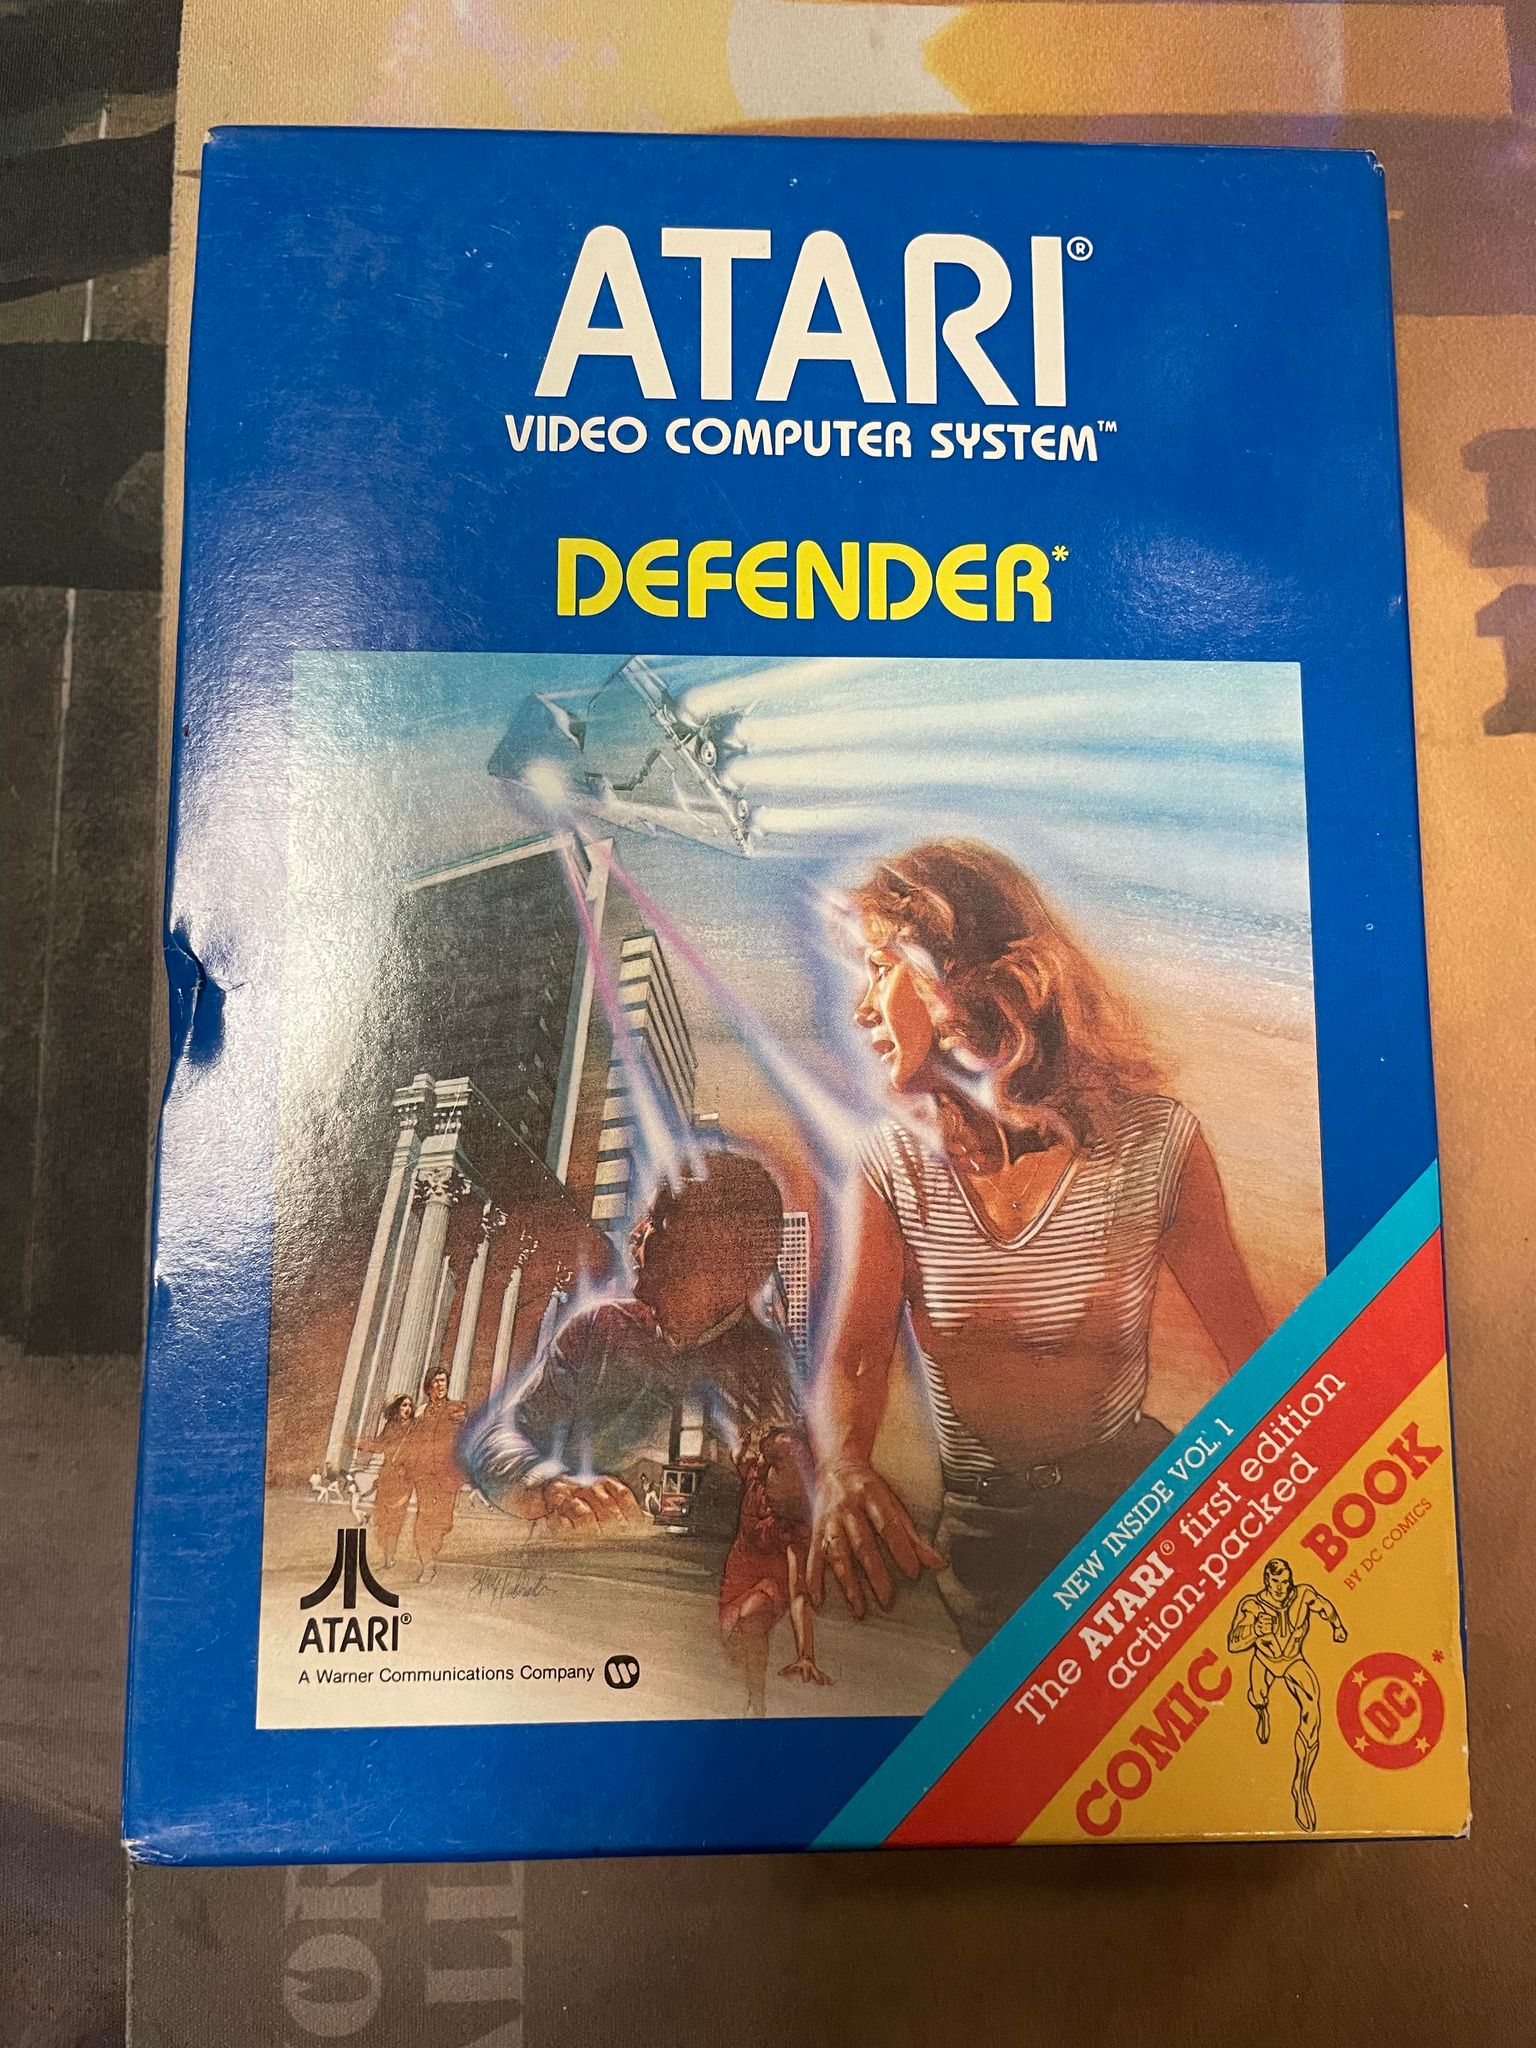 ATARI®
VIDEO COMPUTER SYSTEM™
DEFENDER*
ATARI®
A Warner Communications Company
NEW INSIDE VOL. 1
The ATARI® first edition
action-packed
COMIC BOOK
BY DC COMICS
DC*